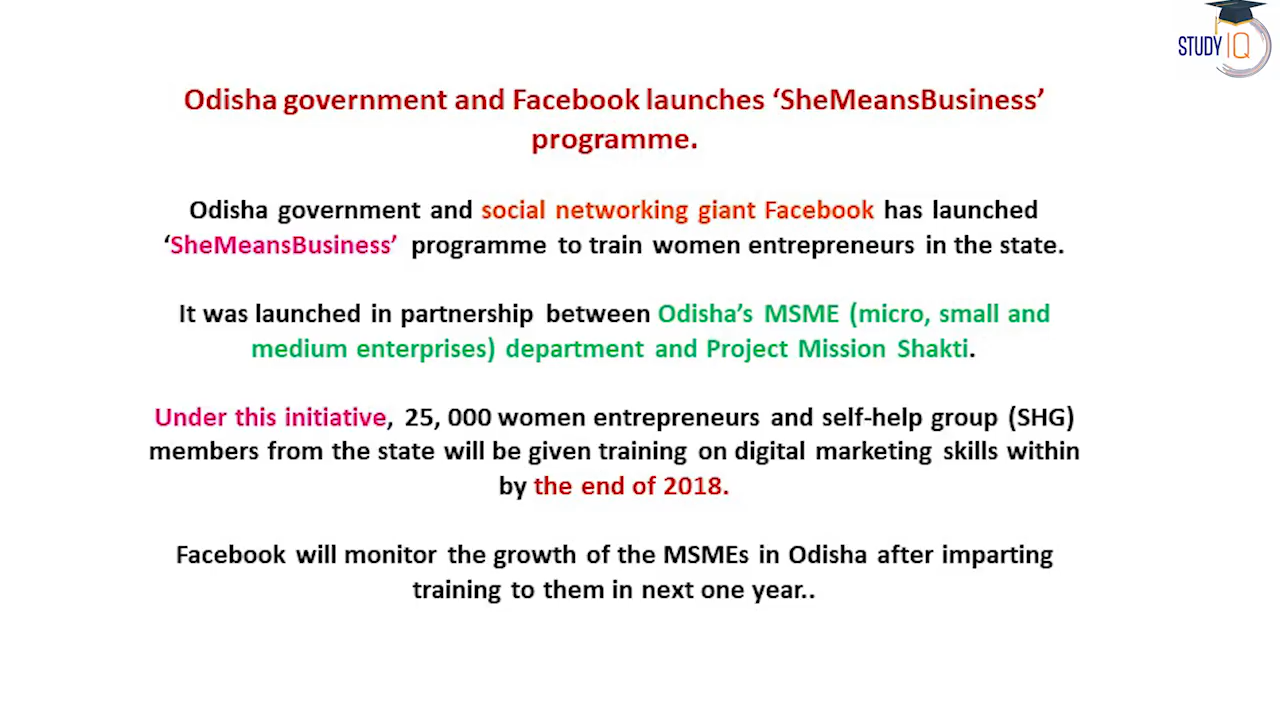 STUDY IQ
Odisha government and Facebook launches ‘SheMeansBusiness’
programme.
Odisha government and social networking giant Facebook has launched
‘SheMeansBusiness’ programme to train women entrepreneurs in the state.
It was launched in partnership between Odisha’s MSME (micro, small and
medium enterprises) department and Project Mission Shakti.
Under this initiative, 25, 000 women entrepreneurs and self-help group (SHG)
members from the state will be given training on digital marketing skills within
by the end of 2018.
Facebook will monitor the growth of the MSMEs in Odisha after imparting
training to them in next one year..